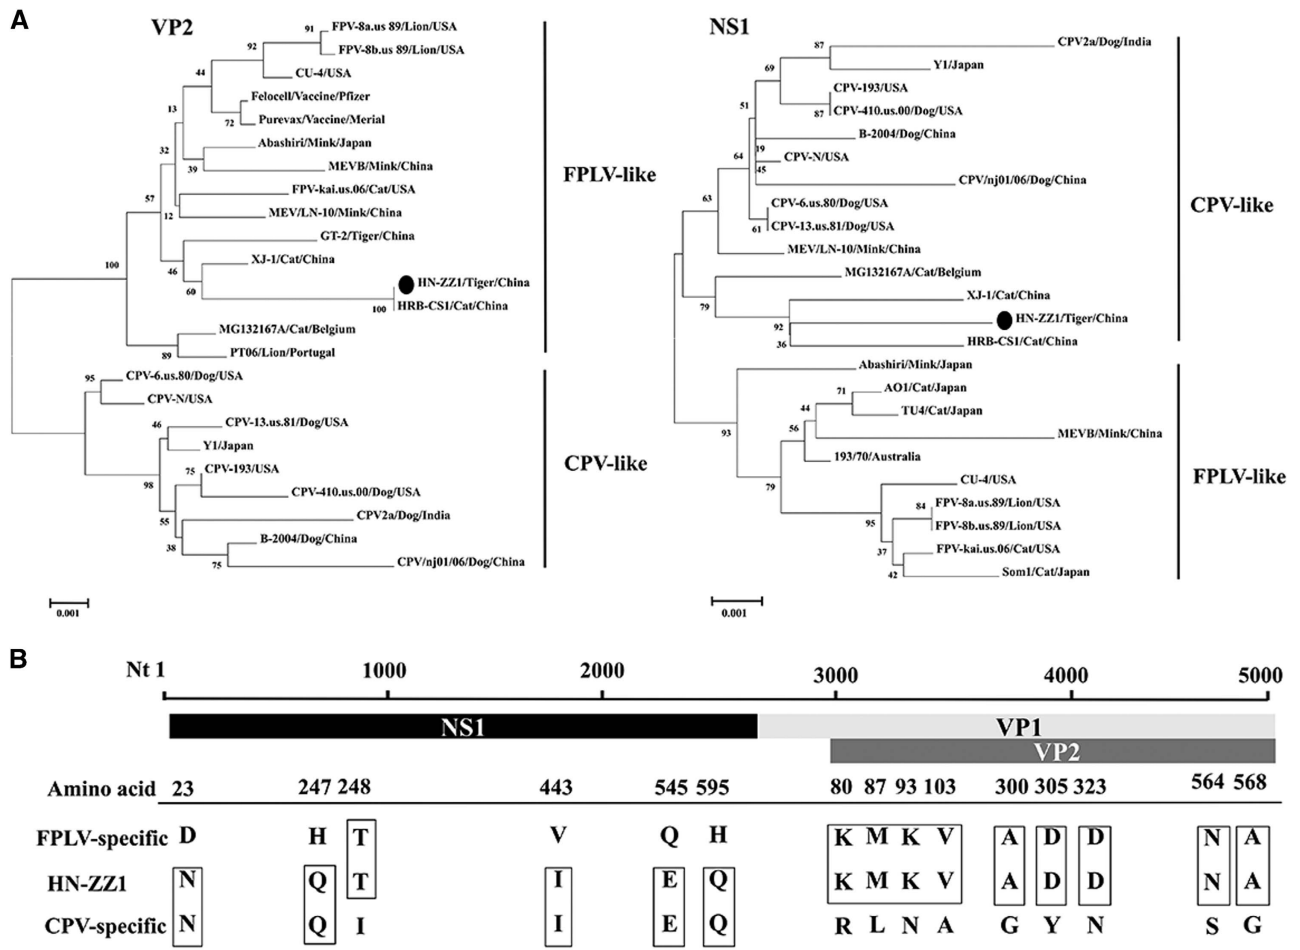 A
VP2
91
FPV-8a.us 89/Lion/USA
92
FPV-8b.us 89/Lion/USA
44
CU-4/USA
Felocell/Vaccine/Pfizer
13
72
Purevax/Vaccine/Merial
Abashiri/Mink/Japan
32
39
MEVB/Mink/China
FPLV-like
57
FPV-kai.us.06/Cat/USA
12
MEV/LN-10/Mink/China
GT-2/Tiger/China
100
46
XJ-1/Cat/China
60
HN-ZZ1/Tiger/China
100
HRB-CS1/Cat/China
MG132167A/Cat/Belgium
89
PT06/Lion/Portugal
95
CPV-6.us.80/Dog/USA
CPV-N/USA
46
CPV-13.us.81/Dog/USA
Y1/Japan
CPV-like
75
CPV-193/USA
98
CPV-410.us.00/Dog/USA
55
CPV2a/Dog/India
38
B-2004/Dog/China
75
CPV/nj01/06/Dog/China
0.001
NS1
87
CPV2a/Dog/India
69
Y1/Japan
CPV-193/USA
51
87
CPV-410.us.00/Dog/USA
B-2004/Dog/China
64
19
CPV-N/USA
45
CPV/nj01/06/Dog/China
63
CPV-6.us.80/Dog/USA
CPV-like
61
CPV-13.us.81/Dog/USA
MEV/LN-10/Mink/China
MG132167A/Cat/Belgium
79
XJ-1/Cat/China
92
HN-ZZ1/Tiger/China
36
HRB-CS1/Cat/China
Abashiri/Mink/Japan
71
AO1/Cat/Japan
44
TU4/Cat/Japan
93
56
MEVB/Mink/China
193/70/Australia
FPLV-like
79
CU-4/USA
84
FPV-8a.us.89/Lion/USA
95
FPV-8b.us.89/Lion/USA
37
FPV-kai.us.06/Cat/USA
42
Som1/Cat/Japan
0.001
B
Nt 1 1000 2000 3000 4000 5000
NS1 VP1
VP2
Amino acid 23 247 248 443 545 595 80 87 93 103 300 305 323 564 568
FPLV-specific D H T V Q H K M K V A D D N A
HN-ZZ1 N Q T I E Q K M K V A D D N A
CPV-specific N Q I I E Q R L N A G Y N S G